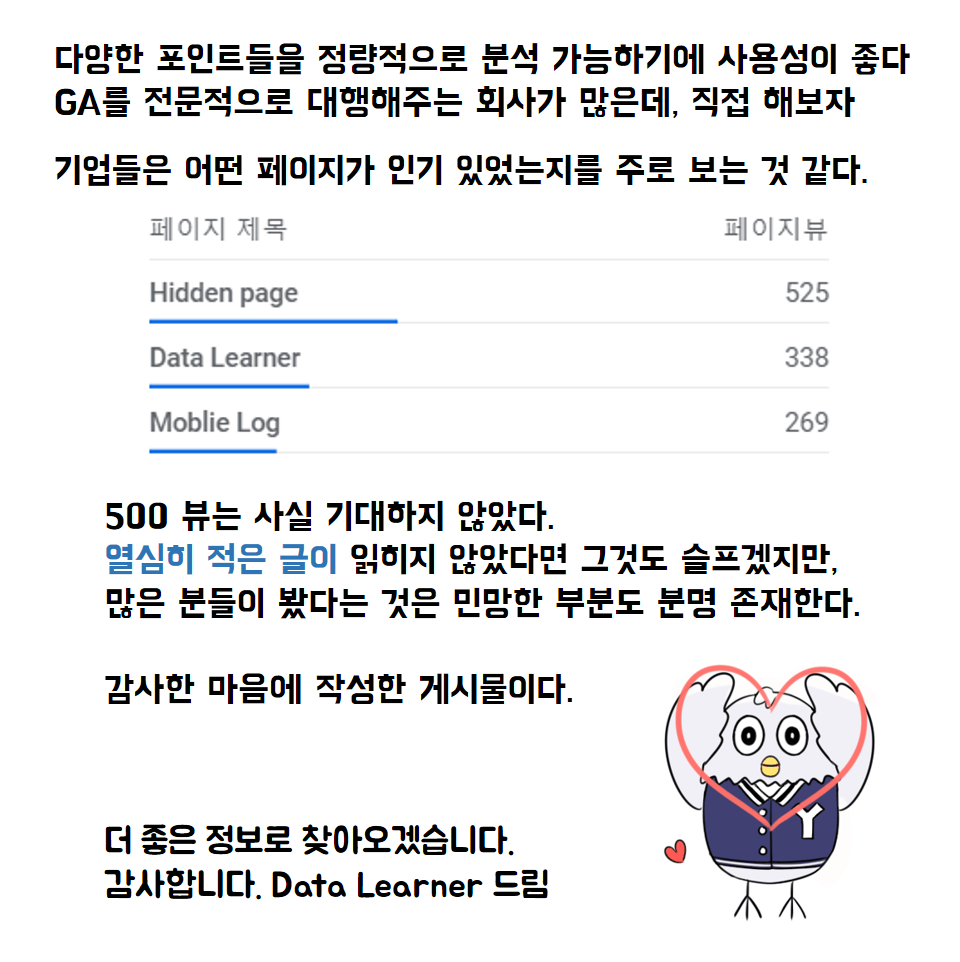 다양한 포인트들을 정량적으로 분석 가능하기에 사용성이 좋다
GA를 전문적으로 대행해주는 회사가 많은데, 직접 해보자
기업들은 어떤 페이지가 인기 있었는지를 주로 보는 것 같다.
페이지 제목 페이지뷰
Hidden page 525
Data Learner 338
Moblie Log 269
500 뷰는 사실 기대하지 않았다.
열심히 적은 글이 읽히지 않았다면 그것도 슬프겠지만,
많은 분들이 봤다는 것은 민망한 부분도 분명 존재한다.
감사한 마음에 작성한 게시물이다.
Y
더 좋은 정보로 찾아오겠습니다.
감사합니다. Data Learner 드림